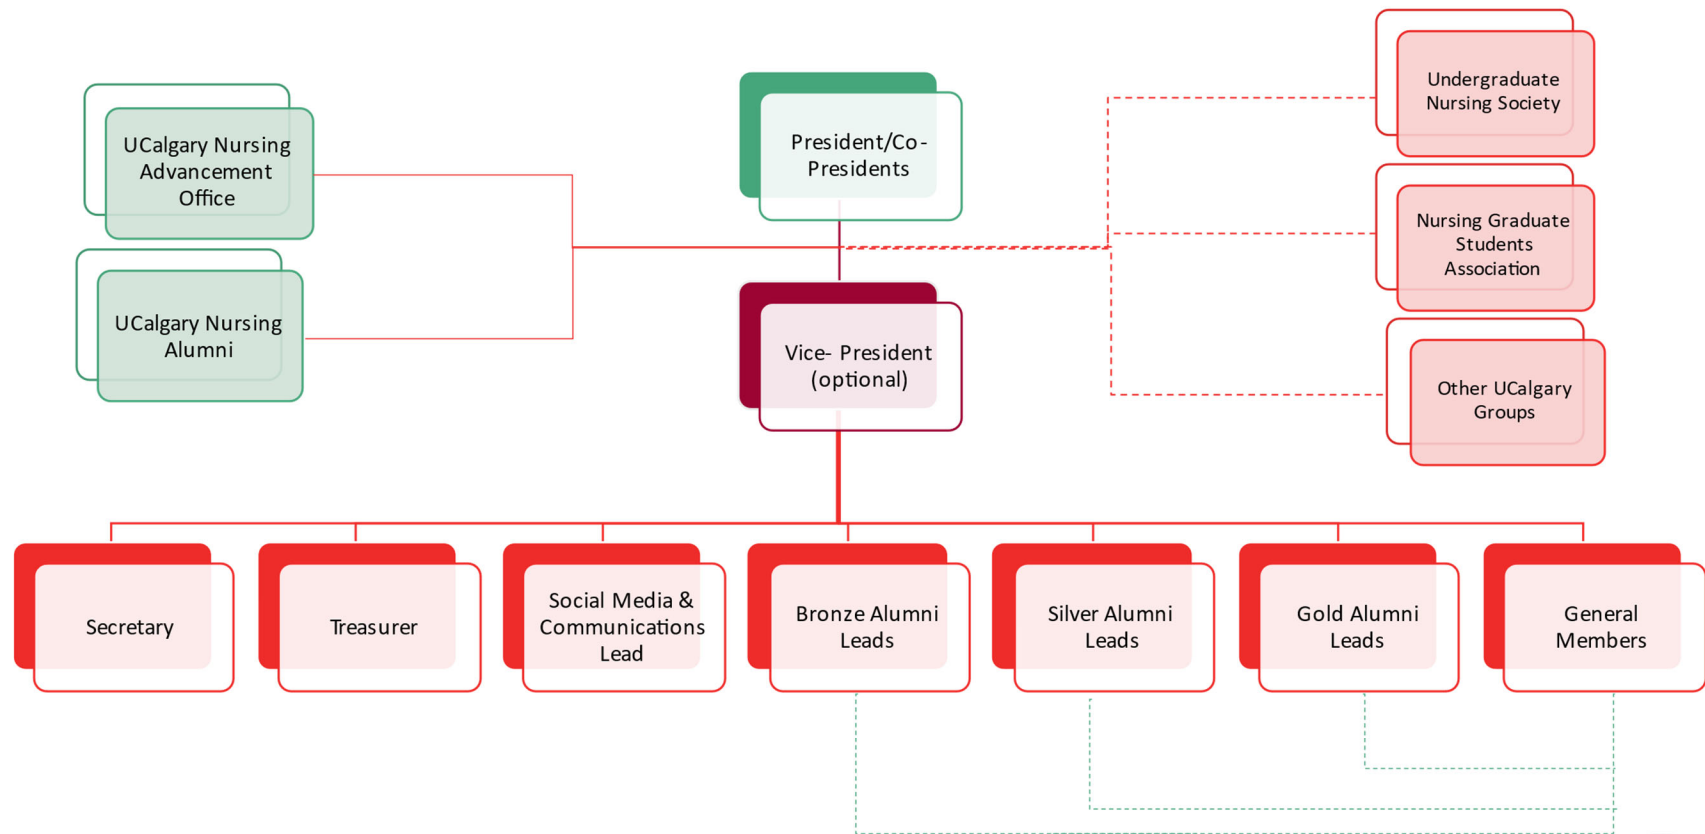 UCalgary Nursing
Advancement
Office
UCalgary Nursing
Alumni
President/Co-
Presidents
Vice- President
(optional)
Undergraduate
Nursing Society
Nursing Graduate
Students
Association
Other UCalgary
Groups
Secretary
Treasurer
Social Media &
Communications
Lead
Bronze Alumni
Leads
Silver Alumni
Leads
Gold Alumni
Leads
General
Members